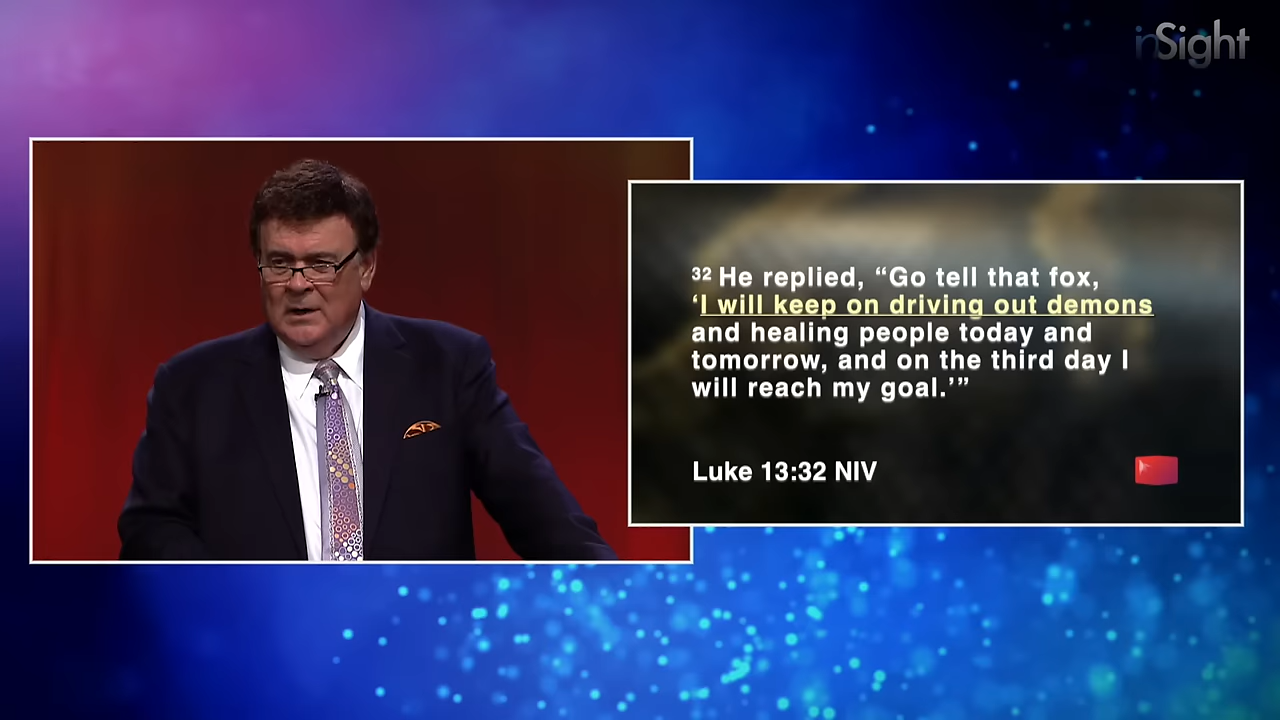 inSight
³² He replied, “Go tell that fox,
‘I will keep on driving out demons
and healing people today and
tomorrow, and on the third day I
will reach my goal.’”
Luke 13:32 NIV